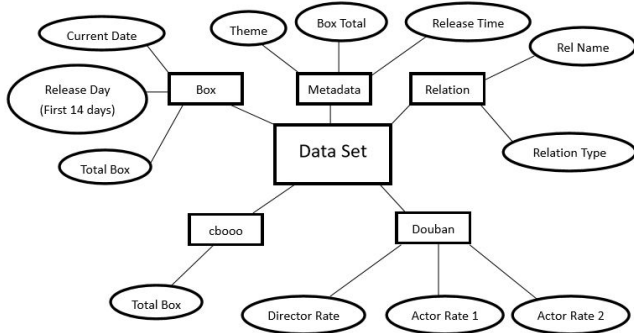 Current Date
Theme
Box Total
Release Time
Rel Name
Release Day
(First 14 days)
Box
Metadata
Relation
Total Box
Data Set
Relation Type
cbooo
Douban
Total Box
Director Rate
Actor Rate 1
Actor Rate 2